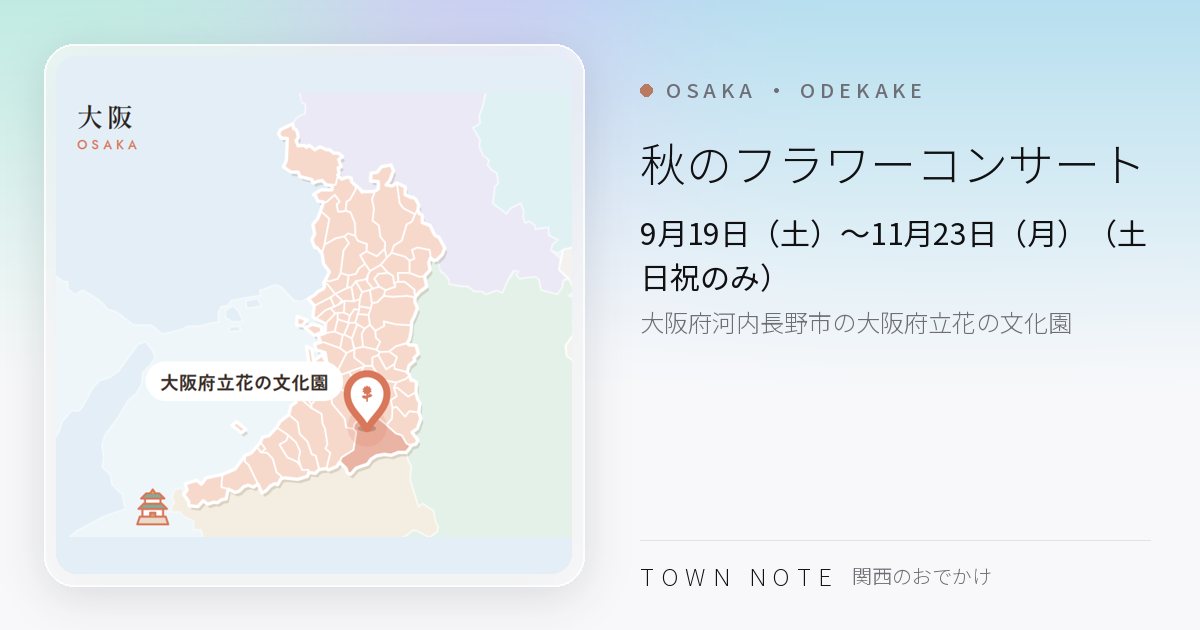 大阪
OSAKA
大阪府立花の文化園
OSAKA ・ ODEKAKE
秋のフラワーコンサート
9月19日（土）〜11月23日（月）（土
日祝のみ）
大阪府河内長野市の大阪府立花の文化園
TOWN NOTE 関西のおでかけ